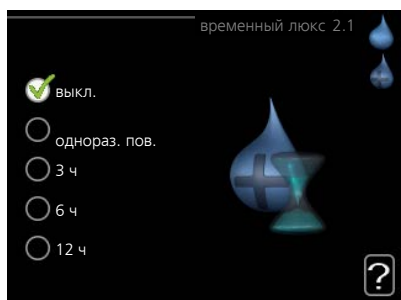 временный люкс 2.1
выкл.
однораз. пов.
3 ч
6 ч
12 ч
?